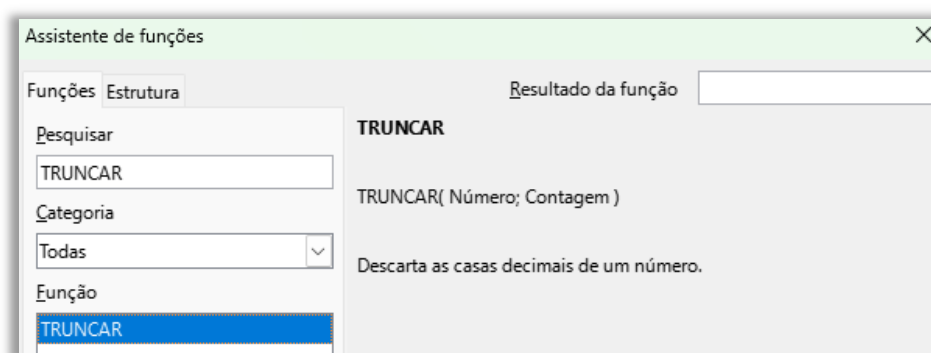 Assistente de funções
Funções Estrutura
Resultado da função
Pesquisar
TRUNCAR
Categoria
Todas
Função
TRUNCAR
TRUNCAR
TRUNCAR( Número; Contagem )
Descarta as casas decimais de um número.